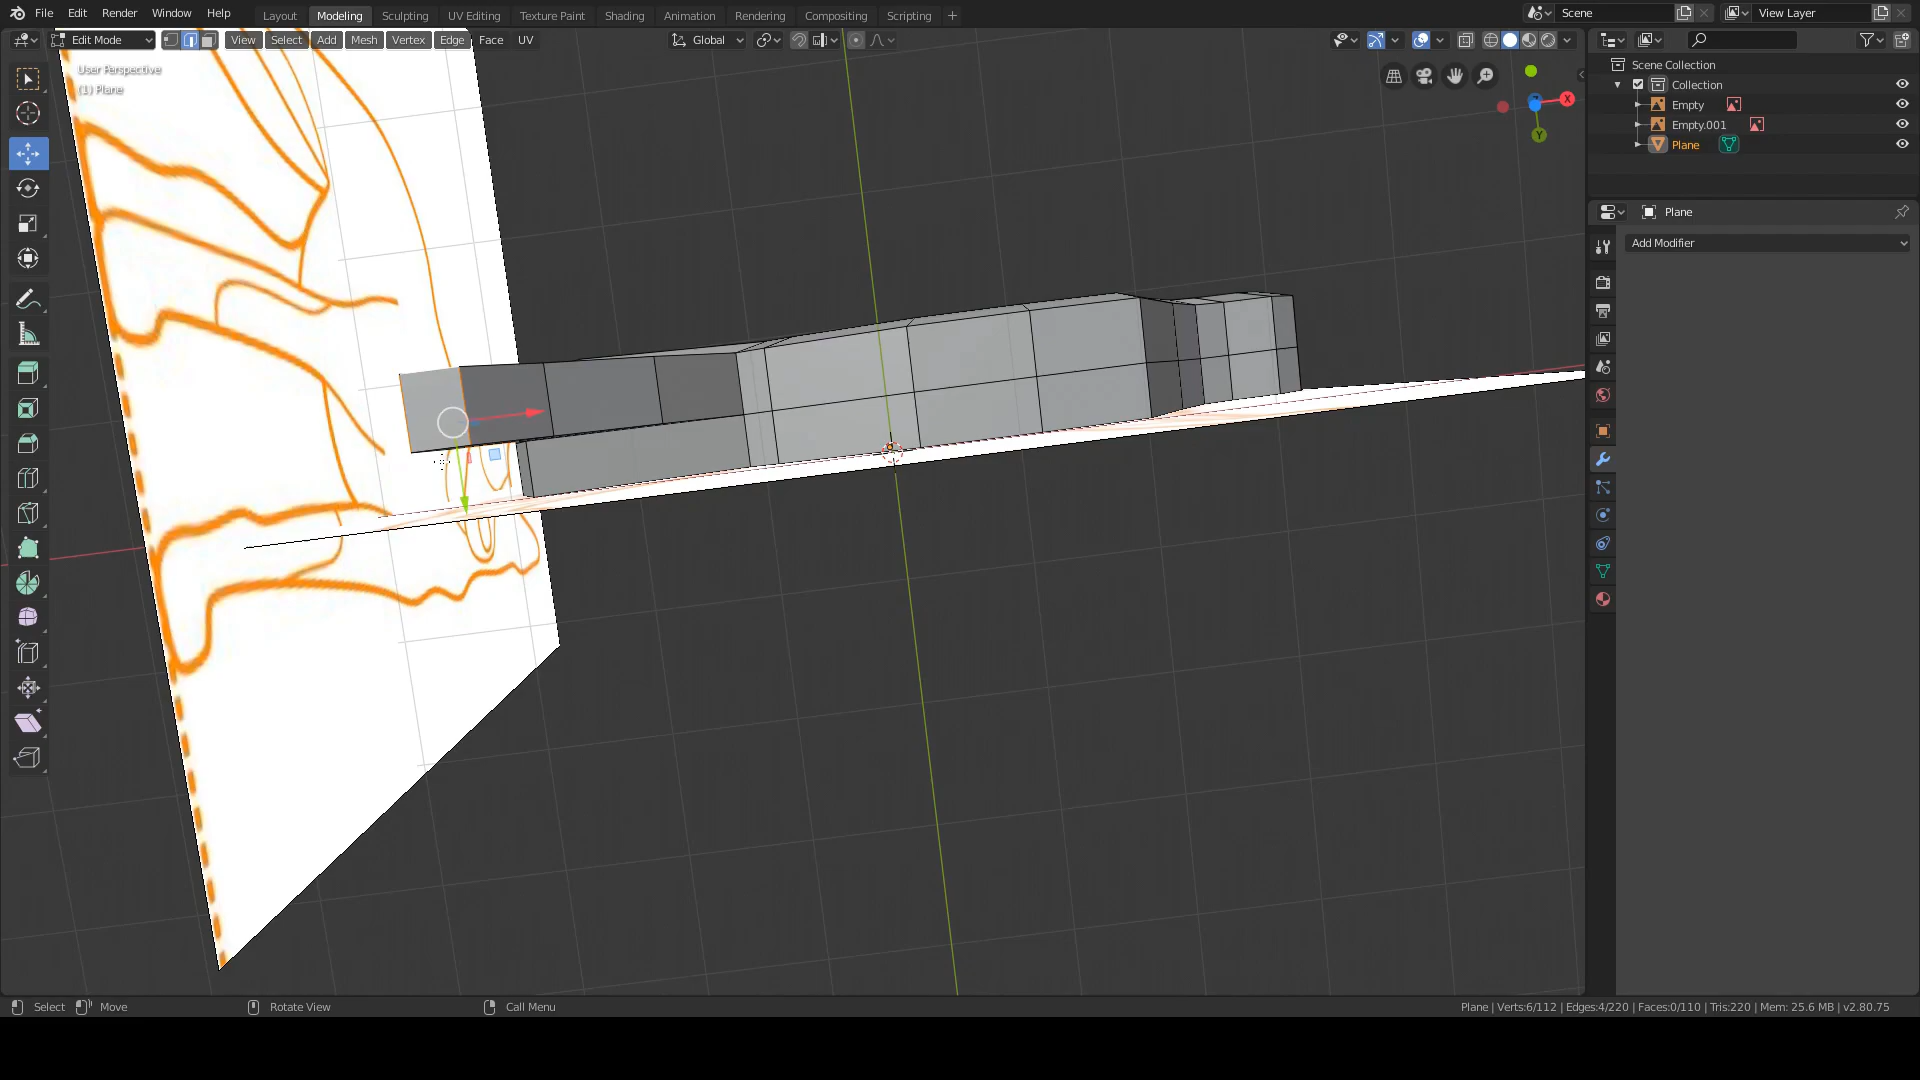 File Edit Render Window Help Layout Modeling Sculpting UV Editing Texture Paint Shading Animation Rendering Compositing Scripting + Scene View Layer
Edit Mode View Select Add Mesh Vertex Edge Face UV Global
User Perspective
(1) Plane
X
Y
Scene Collection
Collection
Empty
Empty.001
Plane
Plane
Add Modifier
Select Move Rotate View Call Menu Plane | Verts:6/112 | Edges:4/220 | Faces:0/110 | Tris:220 | Mem: 25.6 MB | v2.80.75